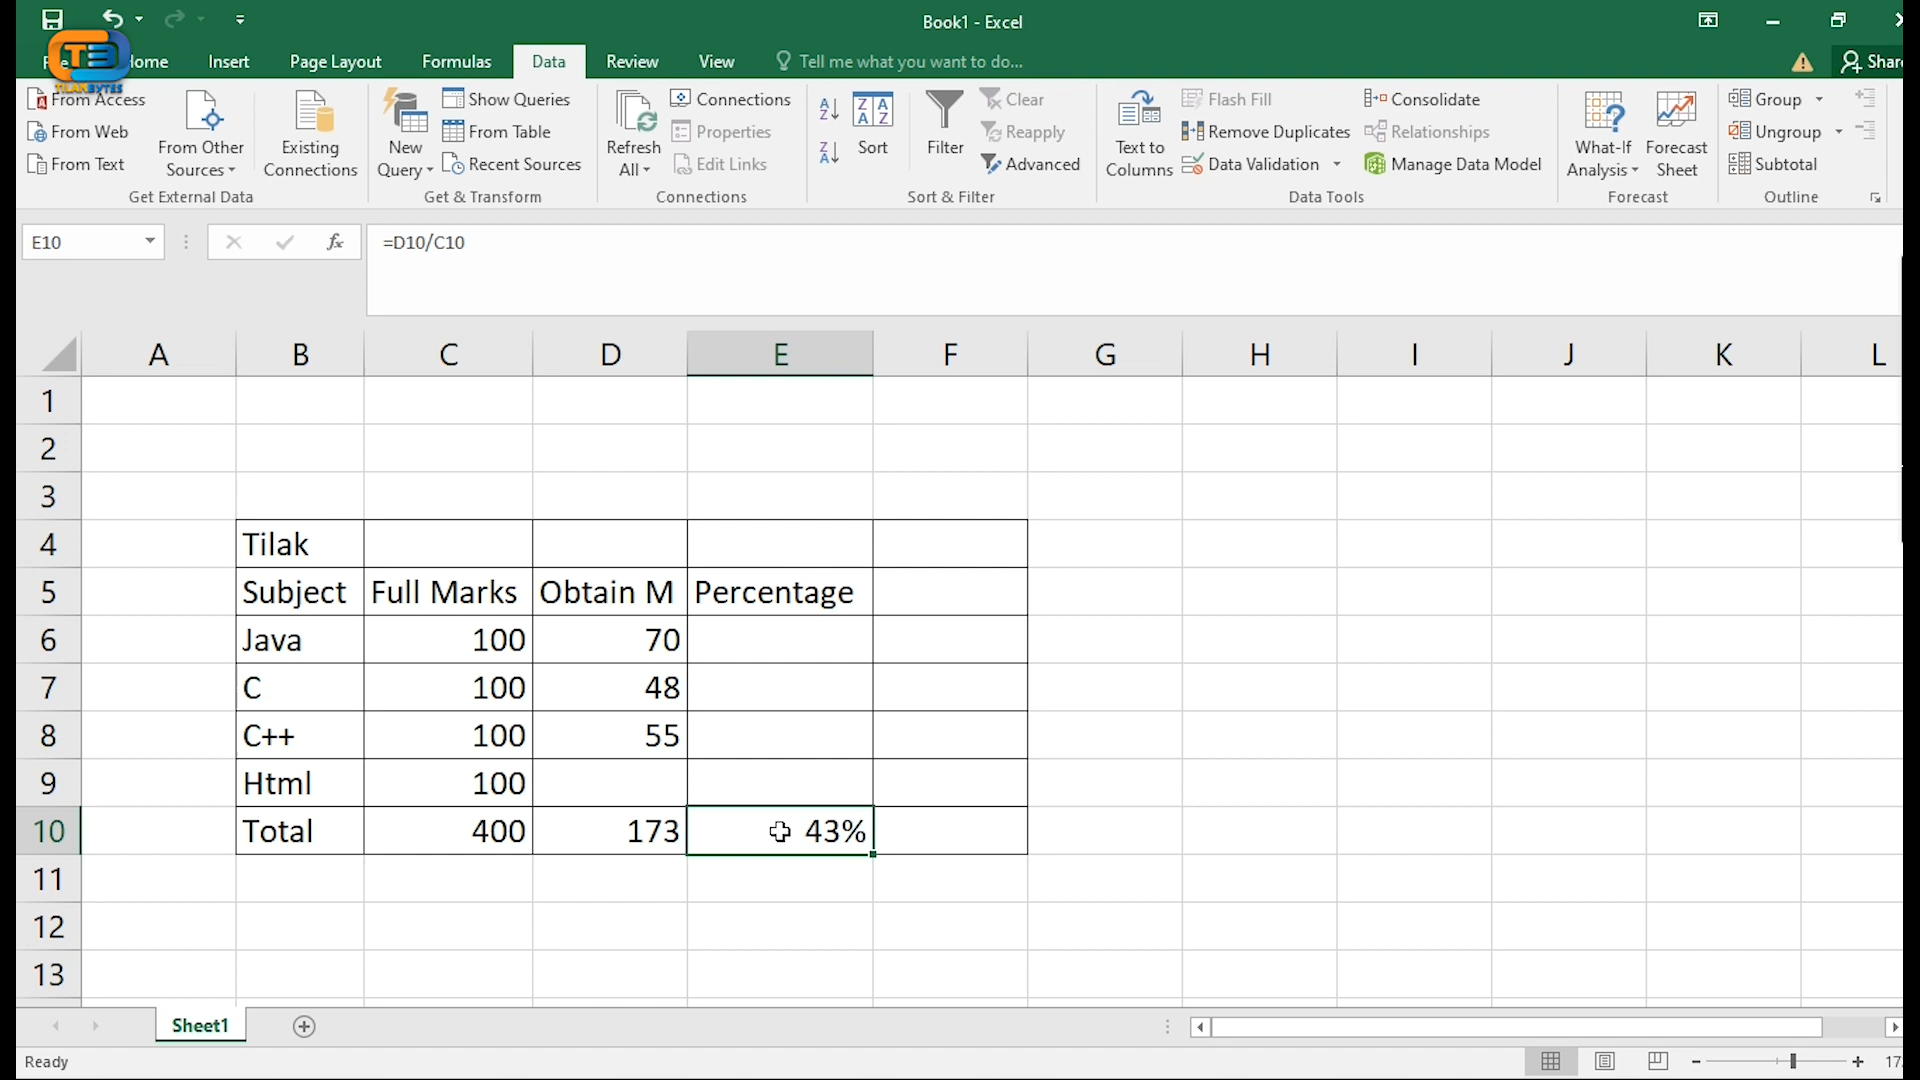 Book1 - Excel
Home Insert Page Layout Formulas Data Review View Tell me what you want to do... Share
TILAKBYTES
From Access
From Web
From Text
From Other Sources
Existing Connections
Get External Data
New Query
Show Queries
From Table
Recent Sources
Get & Transform
Refresh All
Connections
Properties
Edit Links
Connections
Sort
Filter
Clear
Reapply
Advanced
Sort & Filter
Text to Columns
Flash Fill
Remove Duplicates
Data Validation
Consolidate
Relationships
Manage Data Model
Data Tools
What-If Analysis
Forecast Sheet
Forecast
Group
Ungroup
Subtotal
Outline
E10 fx =D10/C10
A B C D E F G H I J K L
1
2
3
4 Tilak
5 Subject Full Marks Obtain M Percentage
6 Java 100 70
7 C 100 48
8 C++ 100 55
9 Html 100
10 Total 400 173 43%
11
12
13
Sheet1
Ready